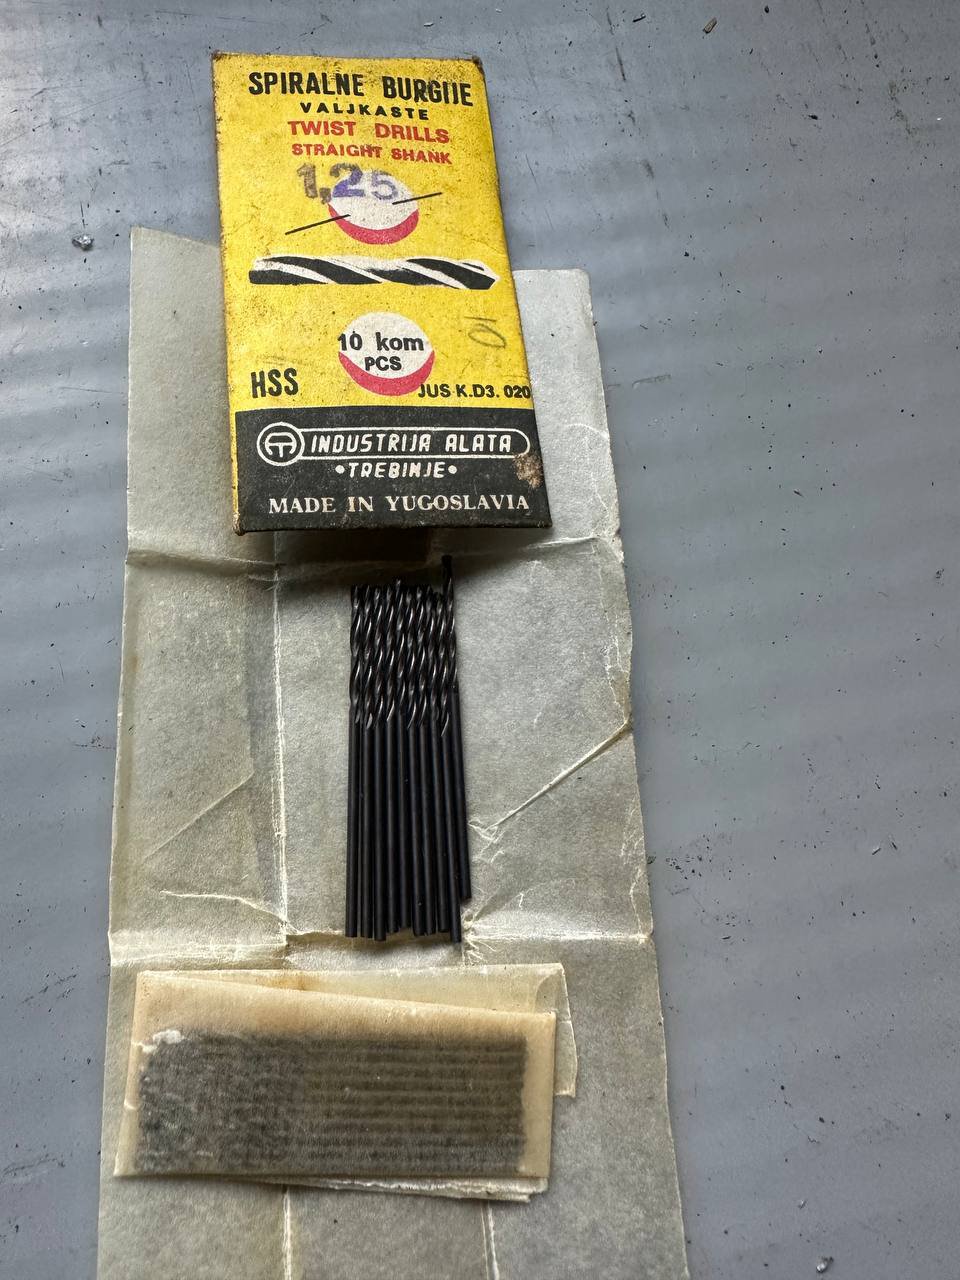 SPIRALNE BURGIJE
VALJKASTE
TWIST DRILLS
STRAIGHT SHANK
1,25
10 kom
PCS
10
HSS
JUS K.D3. 020
INDUSTRIJA ALATA
•TREBINJE•
MADE IN YUGOSLAVIA